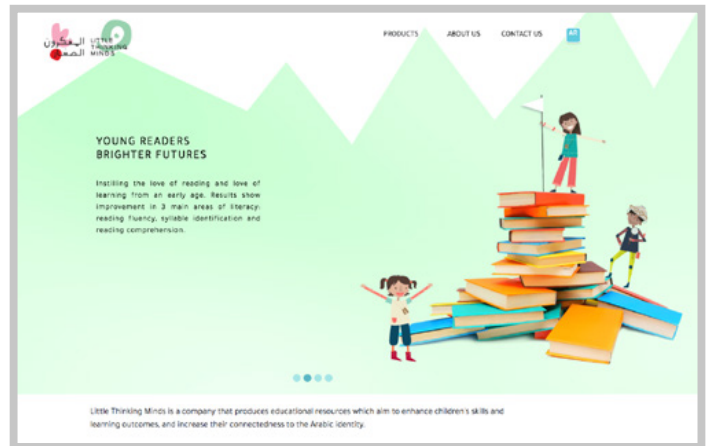 المفكرون
الصغار
LITTLE
THINKING
MINDS
PRODUCTS ABOUT US CONTACT US AR
YOUNG READERS
BRIGHTER FUTURES
Instilling the love of reading and love of
learning from an early age. Results show
improvement in 3 main areas of literacy:
reading fluency, syllable identification and
reading comprehension.
Little Thinking Minds is a company that produces educational resources which aim to enhance children's skills and
learning outcomes, and increase their connectedness to the Arabic identity.